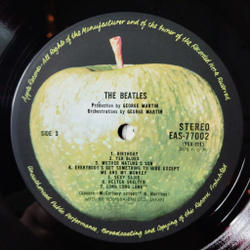 Apple Records. All Rights of the Manufacturer and of the Owner of the Recorded Work Reserved
THE BEATLES
Production by GEORGE MARTIN
Orchestrations by GEORGE MARTIN
SIDE 3
STEREO
EAS-77002
1. BIRTHDAY
2. YER BLUES
3. MOTHER NATURE'S SON
4. EVERYBODY'S GOT SOMETHING TO HIDE EXCEPT
ME AND MY MONKEY
5. SEXY SADIE
6. HELTER SKELTER
7. LONG LONG LONG
Unauthorised Public Performance, Broadcasting and Copying of this Record Prohibited